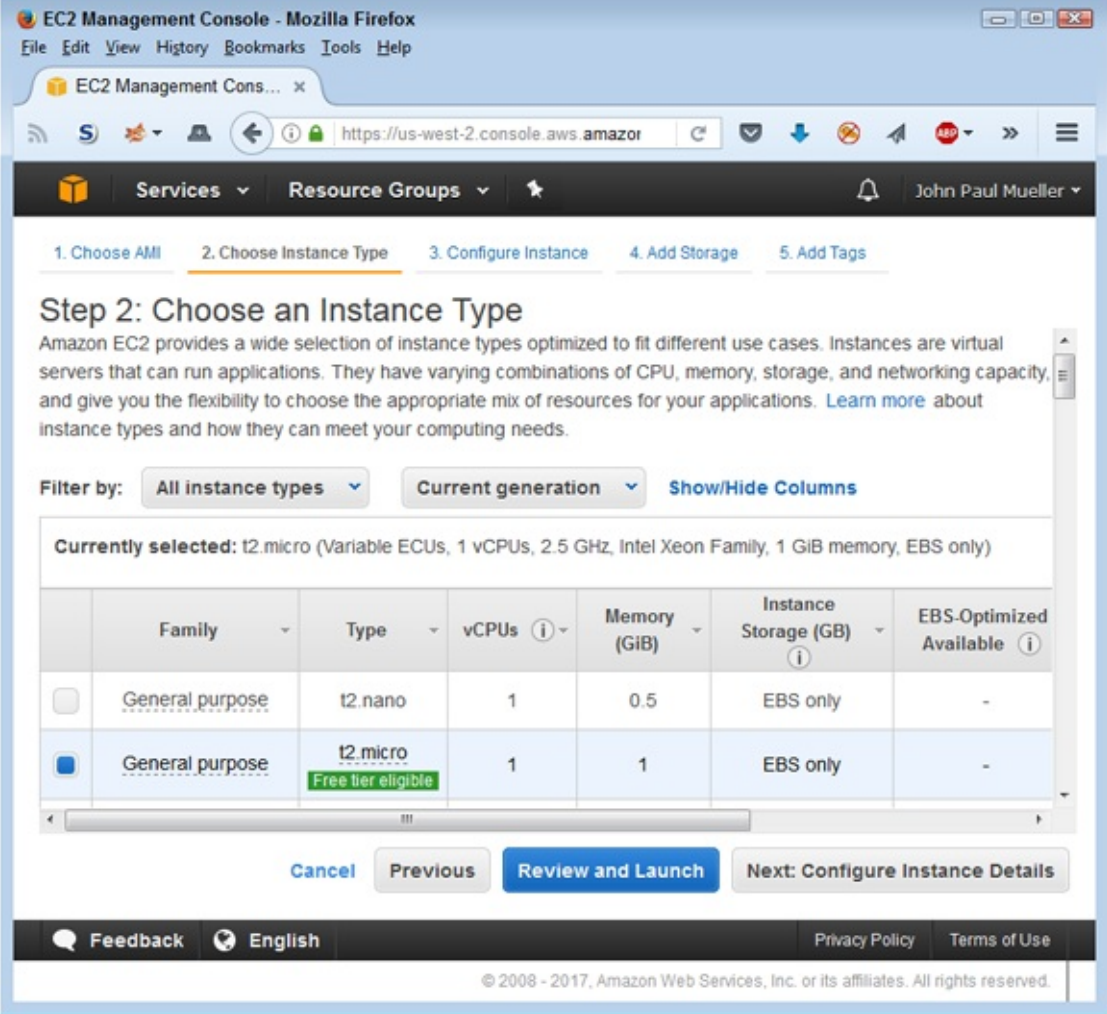 EC2 Management Console - Mozilla Firefox
File Edit View History Bookmarks Tools Help
EC2 Management Cons... ×
S ABP
https://us-west-2.console.aws.amazor
Services Resource Groups John Paul Mueller
1. Choose AMI 2. Choose Instance Type 3. Configure Instance 4. Add Storage 5. Add Tags
Step 2: Choose an Instance Type
Amazon EC2 provides a wide selection of instance types optimized to fit different use cases. Instances are virtual
servers that can run applications. They have varying combinations of CPU, memory, storage, and networking capacity,
and give you the flexibility to choose the appropriate mix of resources for your applications. Learn more about
instance types and how they can meet your computing needs.
Filter by: All instance types Current generation Show/Hide Columns
Currently selected: t2.micro (Variable ECUs, 1 vCPUs, 2.5 GHz, Intel Xeon Family, 1 GiB memory, EBS only)
Family Type vCPUs i Memory (GiB) Instance Storage (GB) i EBS-Optimized Available i
General purpose t2.nano 1 0.5 EBS only -
General purpose t2.micro 1 1 EBS only -
Free tier eligible
Cancel Previous Review and Launch Next: Configure Instance Details
Feedback English Privacy Policy Terms of Use
© 2008 - 2017, Amazon Web Services, Inc. or its affiliates. All rights reserved.